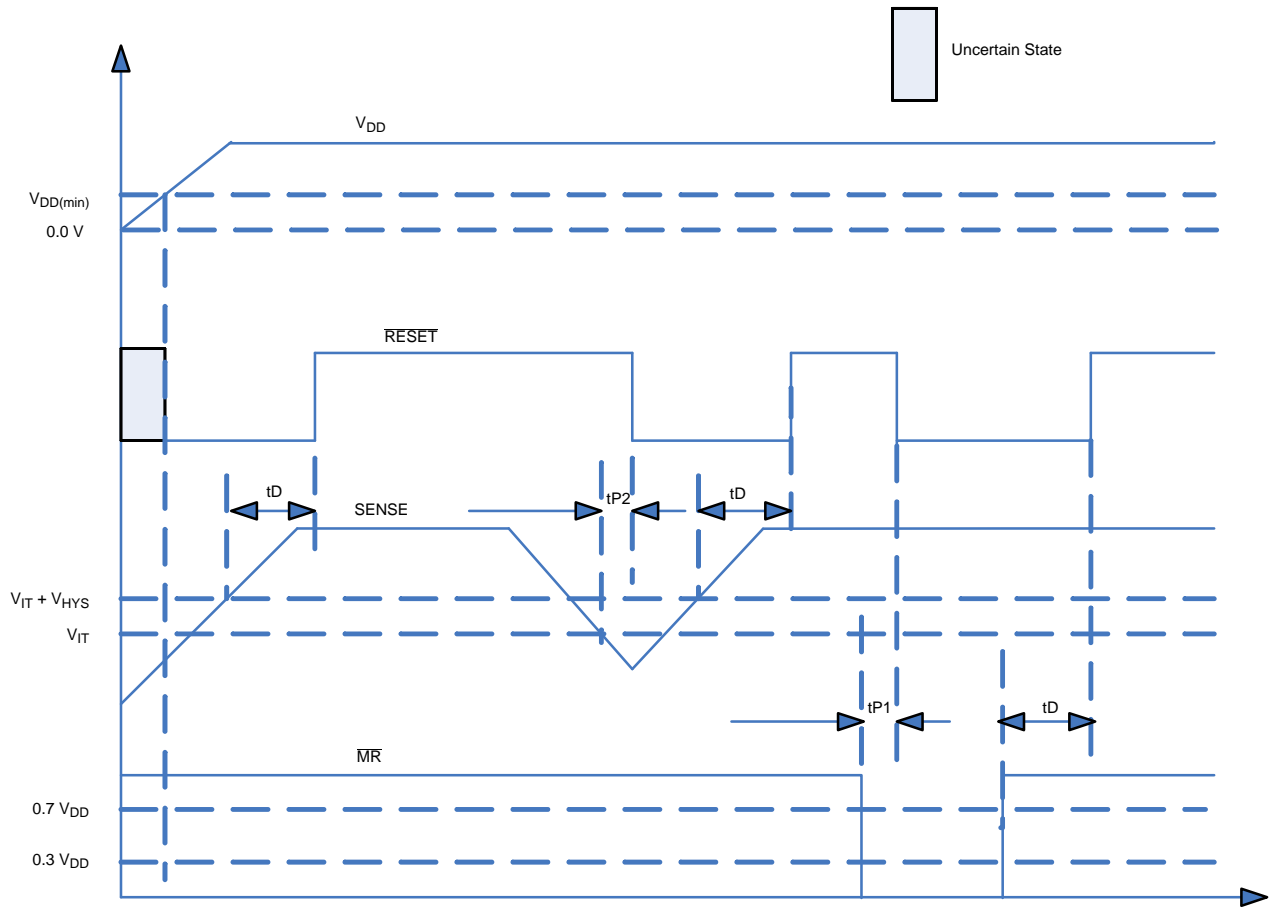 Uncertain State
VDD
VDD(min)
0.0 V
RESET
tD
SENSE
tP2
tD
VIT + VHYS
VIT
tP1
tD
MR
0.7 VDD
0.3 VDD